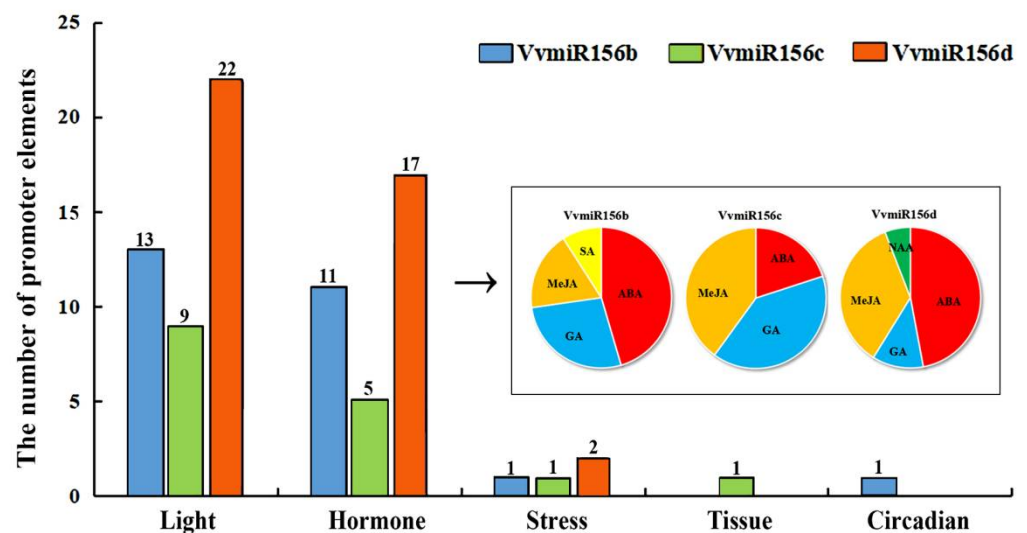 The number of promoter elements
25
20
15
10
5
0
VvmiR156b VvmiR156c VvmiR156d
13
9
22
11
5
17
1
1
2
1
1
Light Hormone Stress Tissue Circadian
VvmiR156b
SA
MeJA
ABA
GA
VvmiR156c
ABA
MeJA
GA
VvmiR156d
NAA
MeJA
ABA
GA